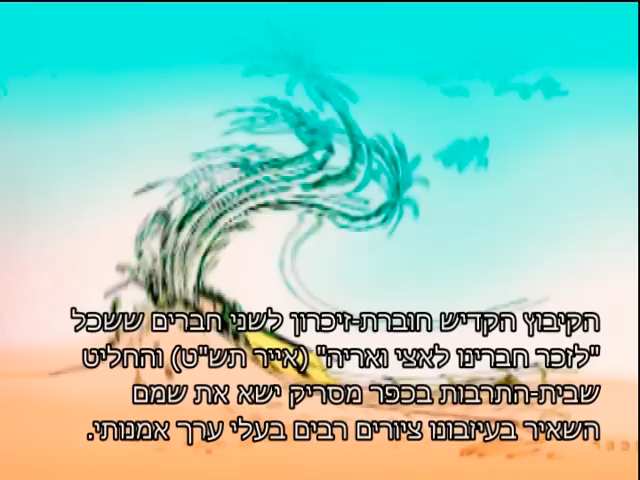 הקיבוץ הקדיש חוברת-זיכרון לשני חברים ששכל
"לזכר חברינו לאצי ואריה" (אייר תש"ט) והחליט
שבית-התרבות בכפר מסריק ישא את שמם
השאיר בעיזבונו ציורים רבים בעלי ערך אמנותי.